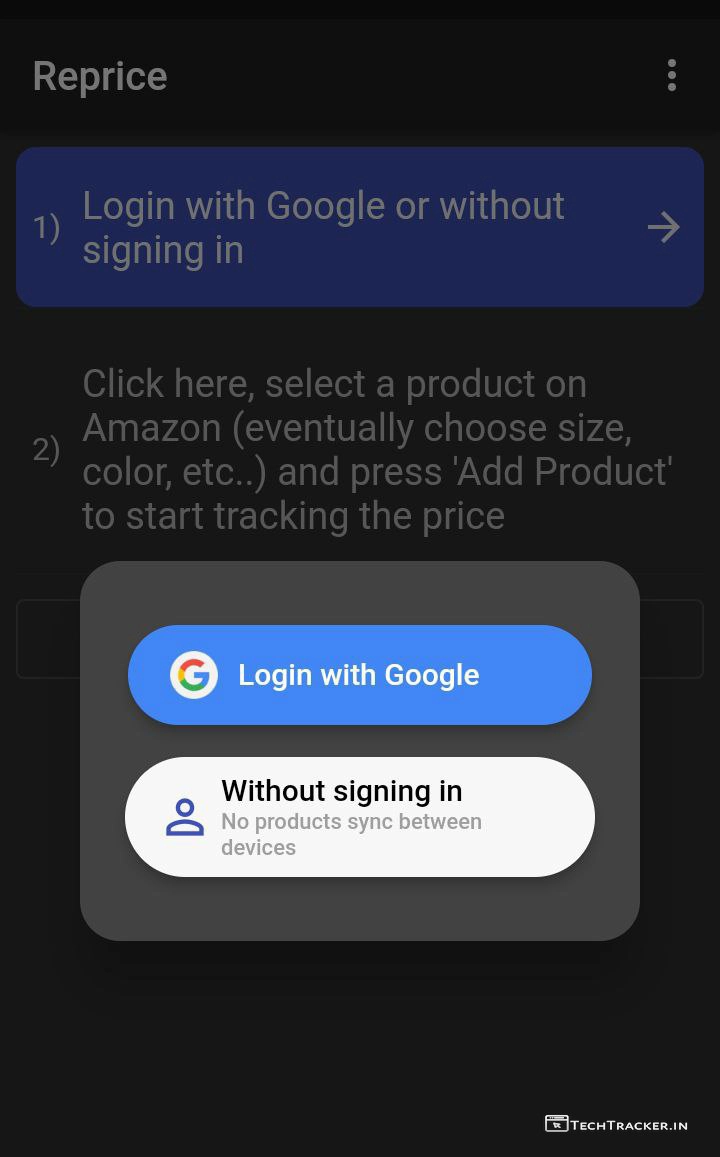 Reprice
1)
Login with Google or without
signing in
2)
Click here, select a product on
Amazon (eventually choose size,
color, etc..) and press 'Add Product'
to start tracking the price
Login with Google
Without signing in
No products sync between
devices
TECHTRACKER.IN